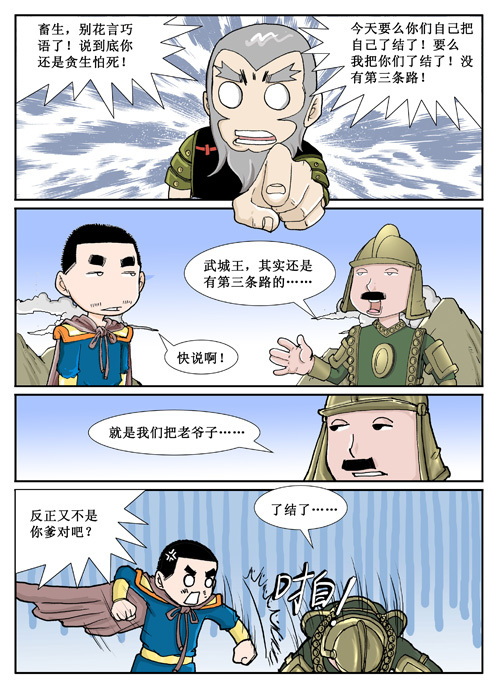 畜生，别花言巧
语了！说到底你
还是贪生怕死！
今天要么你们自己把
自己了结了！要么
我把你们了结了！没
有第三条路！
武城王，其实还是
有第三条路的……
快说啊！
就是我们把老爷子……
了结了……
反正又不是
你爹对吧？
啪！